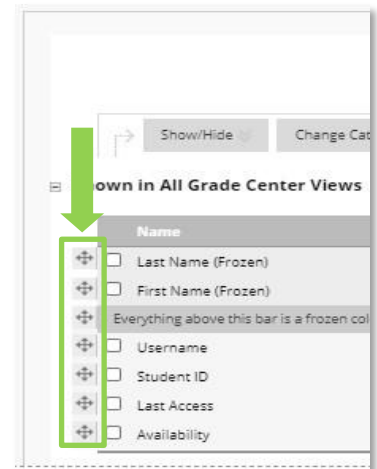 Show/Hide Change Cat
own in All Grade Center Views
Name
Last Name (Frozen)
First Name (Frozen)
Everything above this bar is a frozen col
Username
Student ID
Last Access
Availability